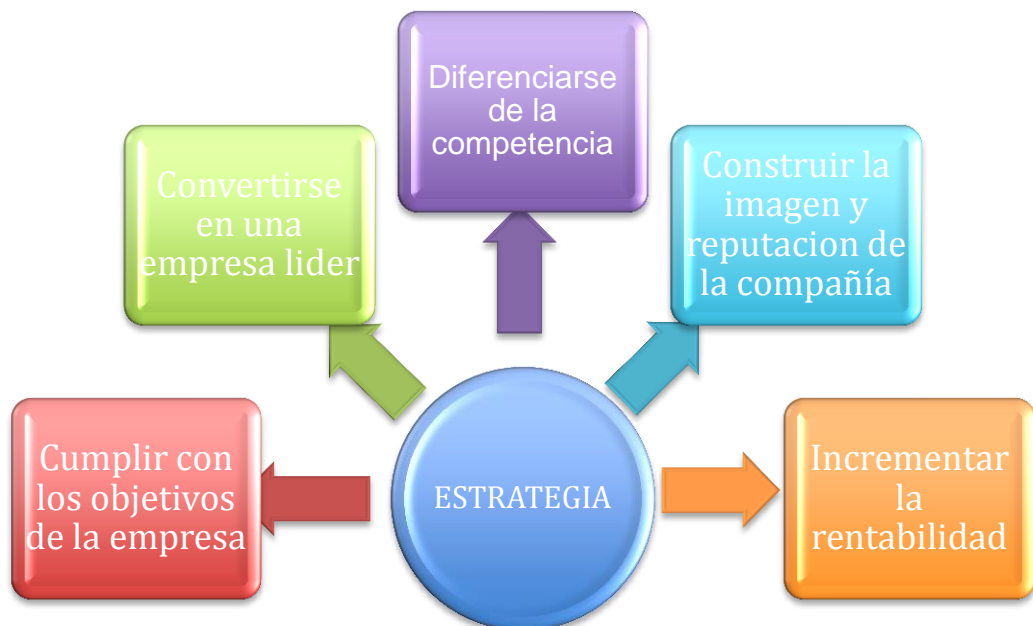 Diferenciarse
de la
competencia
Convertirse
en una
empresa lider
Construir la
imagen y
reputacion de
la compañía
Cumplir con
los objetivos
de la empresa
ESTRATEGIA
Incrementar
la
rentabilidad